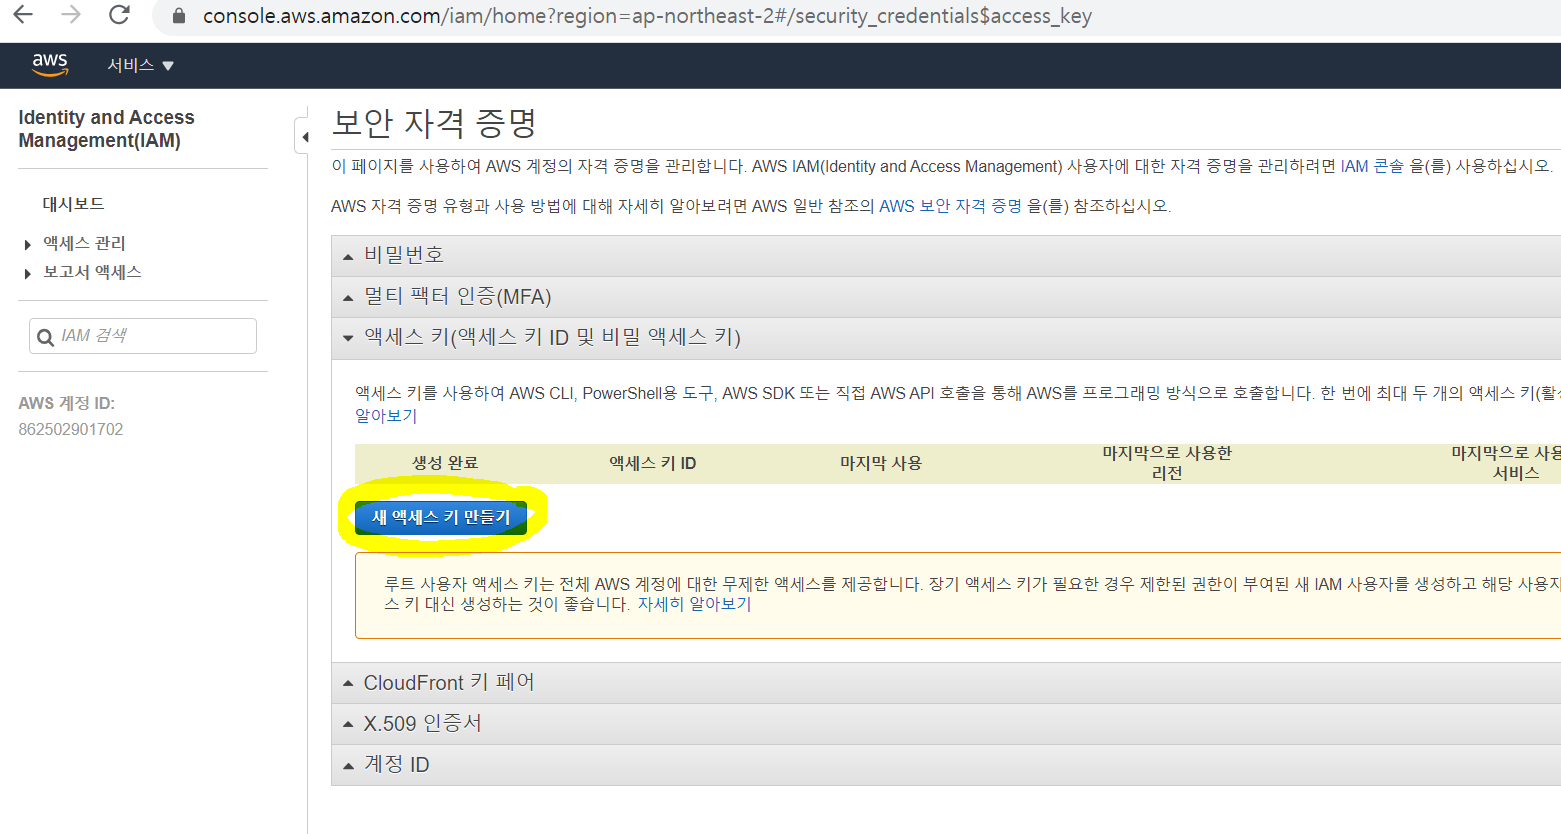 console.aws.amazon.com/iam/home?region=ap-northeast-2#/security_credentials$access_key
aws
서비스
Identity and Access
Management(IAM)
대시보드
액세스 관리
보고서 액세스
IAM 검색
AWS 계정 ID:
862502901702
보안 자격 증명
이 페이지를 사용하여 AWS 계정의 자격 증명을 관리합니다. AWS IAM(Identity and Access Management) 사용자에 대한 자격 증명을 관리하려면 IAM 콘솔 을(를) 사용하십시오.
AWS 자격 증명 유형과 사용 방법에 대해 자세히 알아보려면 AWS 일반 참조의 AWS 보안 자격 증명 을(를) 참조하십시오.
비밀번호
멀티 팩터 인증(MFA)
액세스 키(액세스 키 ID 및 비밀 액세스 키)
액세스 키를 사용하여 AWS CLI, PowerShell용 도구, AWS SDK 또는 직접 AWS API 호출을 통해 AWS를 프로그래밍 방식으로 호출합니다. 한 번에 최대 두 개의 액세스 키(활성
알아보기
생성 완료 액세스 키 ID 마지막 사용 마지막으로 사용한 마지막으로 사용
리전 서비스
새 액세스 키 만들기
루트 사용자 액세스 키는 전체 AWS 계정에 대한 무제한 액세스를 제공합니다. 장기 액세스 키가 필요한 경우 제한된 권한이 부여된 새 IAM 사용자를 생성하고 해당 사용자
스 키 대신 생성하는 것이 좋습니다. 자세히 알아보기
CloudFront 키 페어
X.509 인증서
계정 ID